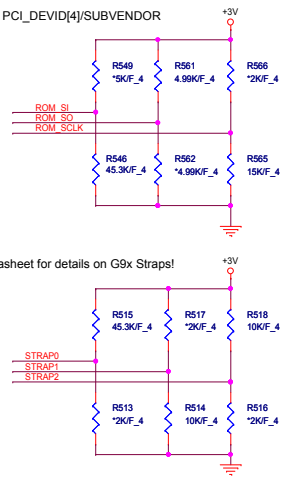 PCI_DEVID[4]/SUBVENDOR
+3V
R549 R561 R566
*5K/F_4 4.99K/F_4 *2K/F_4
ROM_SI
ROM_SO
ROM_SCLK
R546 R562 R565
45.3K/F_4 *4.99K/F_4 15K/F_4
asheet for details on G9x Straps!
+3V
R515 R517 R518
45.3K/F_4 *2K/F_4 10K/F_4
STRAP0
STRAP1
STRAP2
R513 R514 R516
*2K/F_4 10K/F_4 *2K/F_4